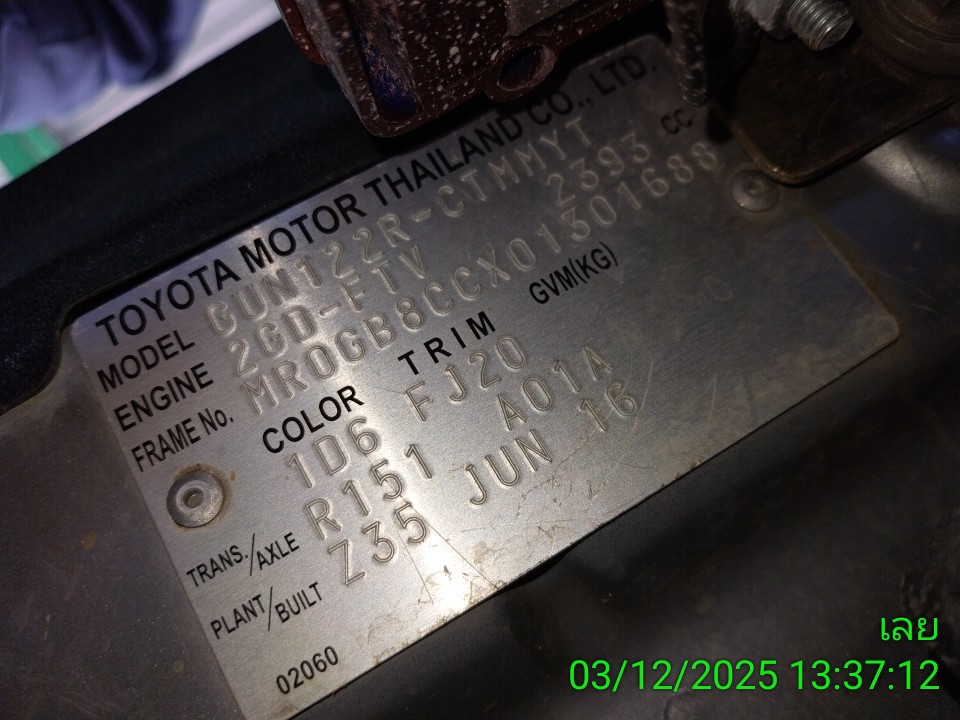 TOYOTA MOTOR THAILAND CO., LTD.
MODEL GUN122R-CTMMYT
ENGINE 2GD-FTV 2393 CC
FRAME No. MR0GB8CCX01301688
COLOR TRIM GVM(KG)
1D6 FJ20
TRANS./AXLE R151 A01A
PLANT/BUILT Z35 JUN 16
02060
เลย
03/12/2025 13:37:12